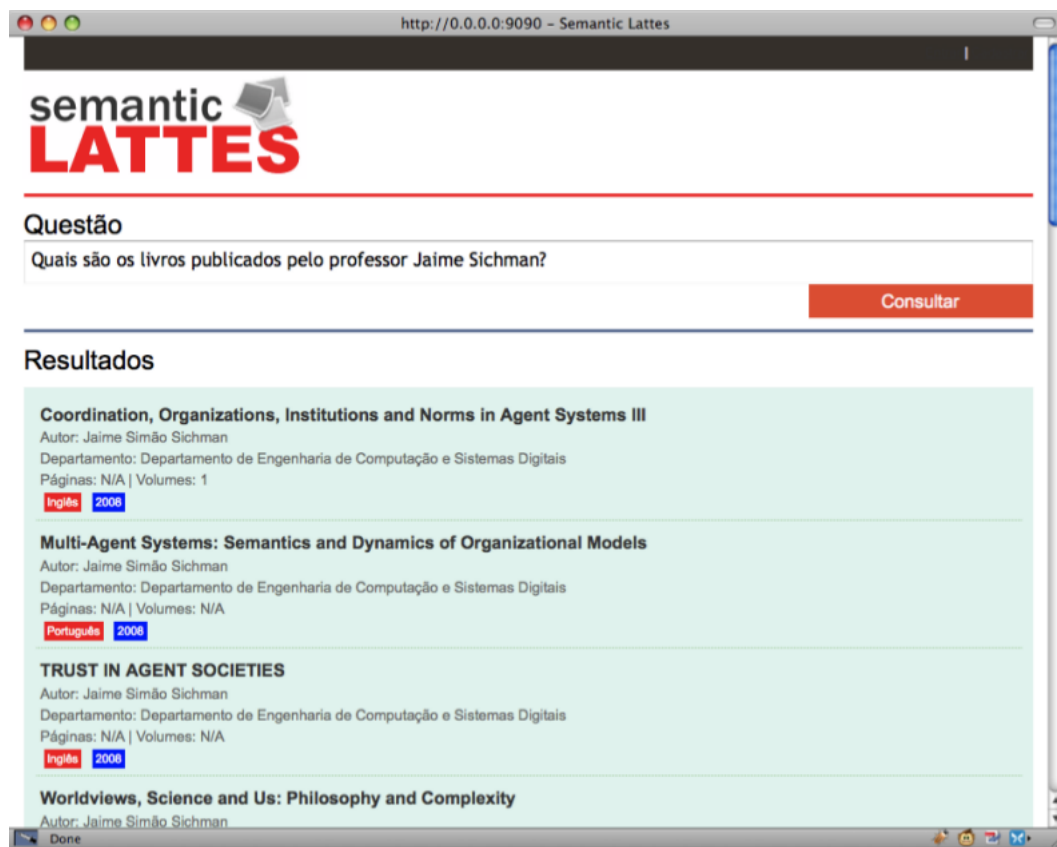 http://0.0.0.0:9090 – Semantic Lattes
semantic
LATTES
Questão
Quais são os livros publicados pelo professor Jaime Sichman?
Consultar
Resultados
Coordination, Organizations, Institutions and Norms in Agent Systems III
Autor: Jaime Simão Sichman
Departamento: Departamento de Engenharia de Computação e Sistemas Digitais
Páginas: N/A | Volumes: 1
Inglês 2008
Multi-Agent Systems: Semantics and Dynamics of Organizational Models
Autor: Jaime Simão Sichman
Departamento: Departamento de Engenharia de Computação e Sistemas Digitais
Páginas: N/A | Volumes: N/A
Português 2008
TRUST IN AGENT SOCIETIES
Autor: Jaime Simão Sichman
Departamento: Departamento de Engenharia de Computação e Sistemas Digitais
Páginas: N/A | Volumes: N/A
Inglês 2008
Worldviews, Science and Us: Philosophy and Complexity
Autor: Jaime Simão Sichman
Done